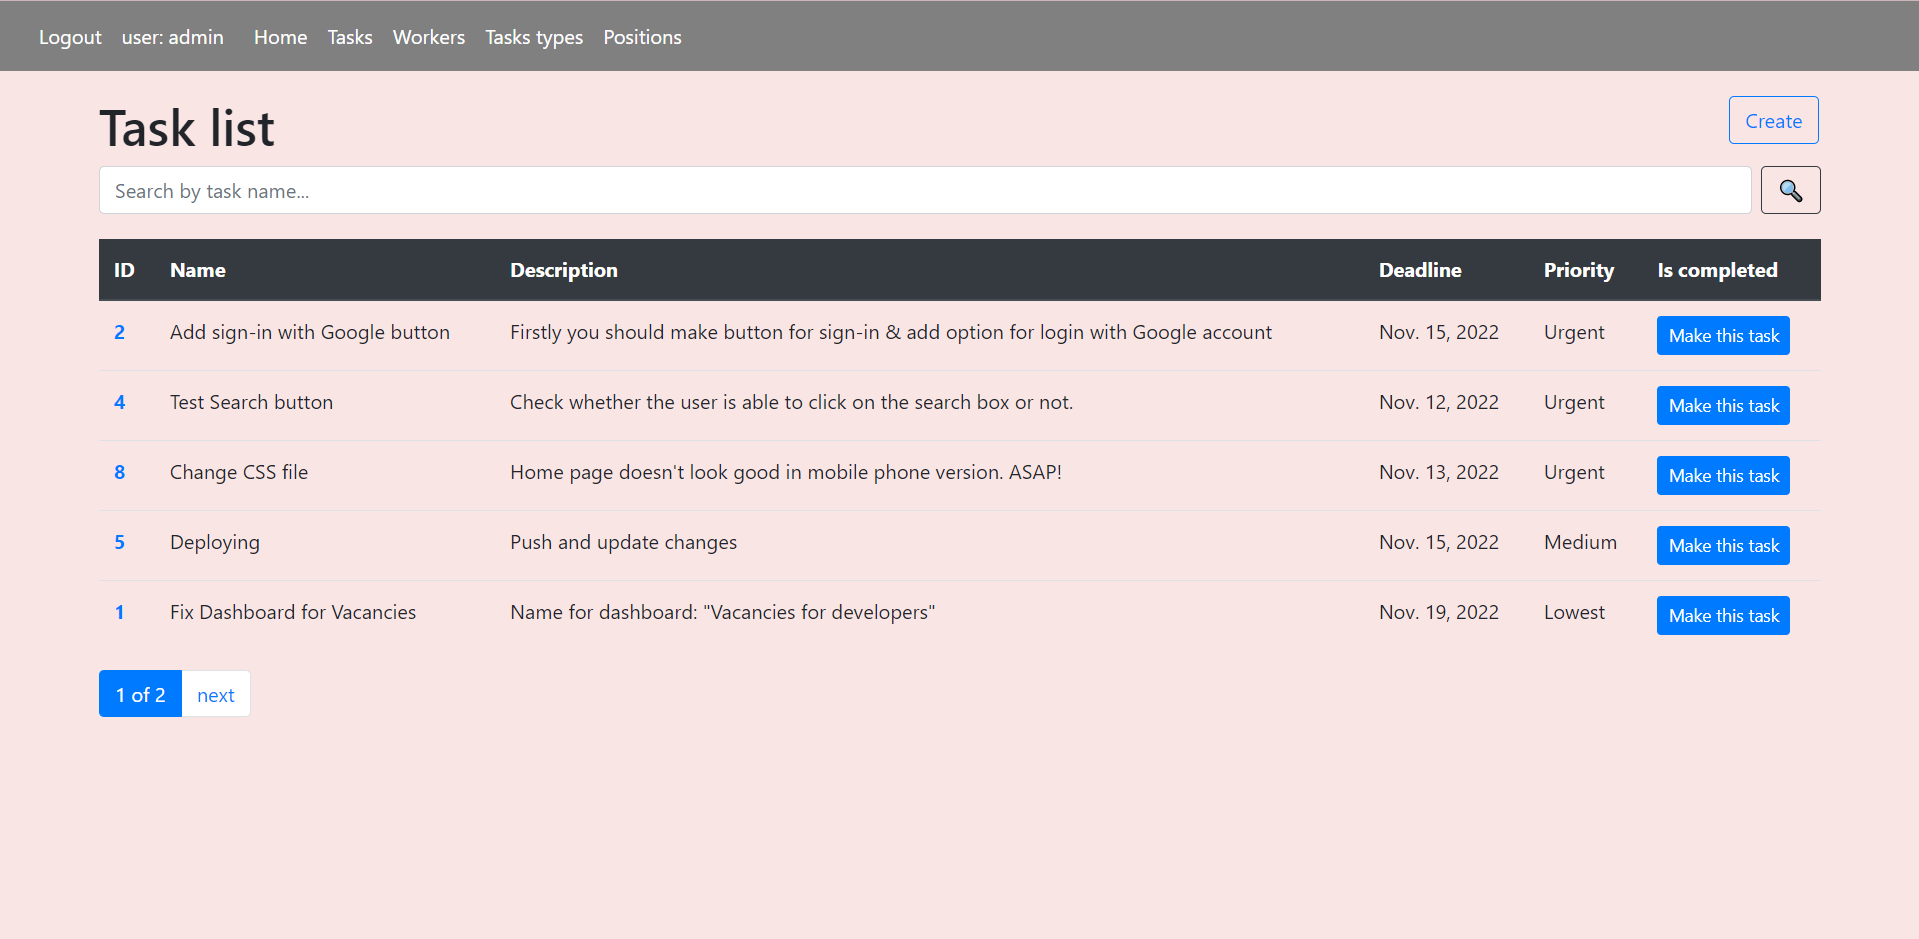 Logout user: admin Home Tasks Workers Tasks types Positions
Task list
Create
Search by task name...
ID Name Description Deadline Priority Is completed
2 Add sign-in with Google button Firstly you should make button for sign-in & add option for login with Google account Nov. 15, 2022 Urgent Make this task
4 Test Search button Check whether the user is able to click on the search box or not. Nov. 12, 2022 Urgent Make this task
8 Change CSS file Home page doesn't look good in mobile phone version. ASAP! Nov. 13, 2022 Urgent Make this task
5 Deploying Push and update changes Nov. 15, 2022 Medium Make this task
1 Fix Dashboard for Vacancies Name for dashboard: "Vacancies for developers" Nov. 19, 2022 Lowest Make this task
1 of 2 next